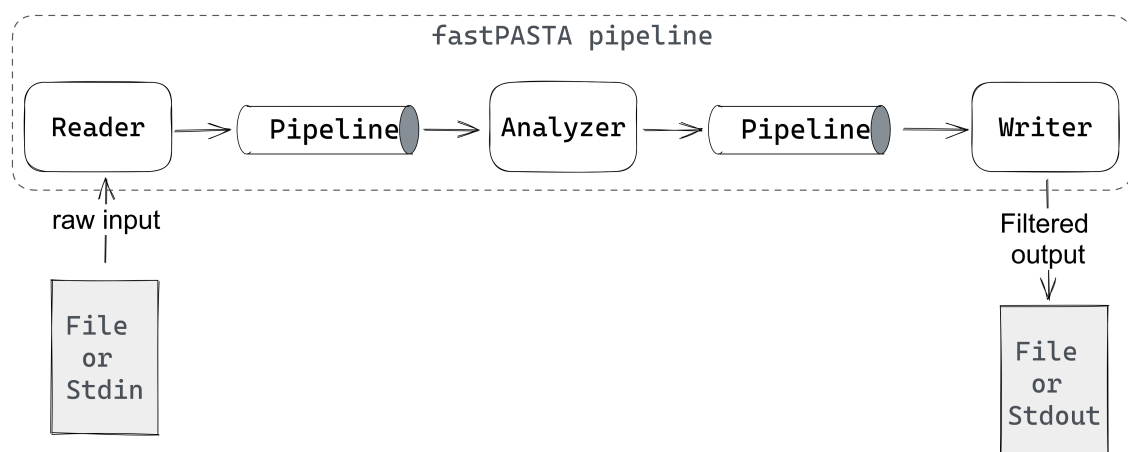 fastPASTA pipeline
Reader
Pipeline
Analyzer
Pipeline
Writer
raw input
Filtered
output
File
or
Stdin
File
or
Stdout